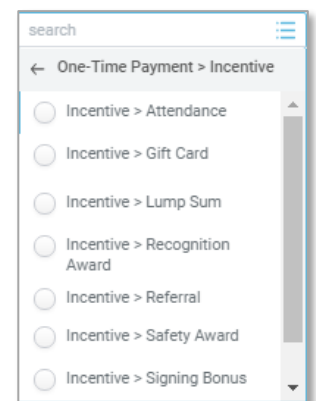 search
← One-Time Payment > Incentive
Incentive > Attendance
Incentive > Gift Card
Incentive > Lump Sum
Incentive > Recognition
Award
Incentive > Referral
Incentive > Safety Award
Incentive > Signing Bonus